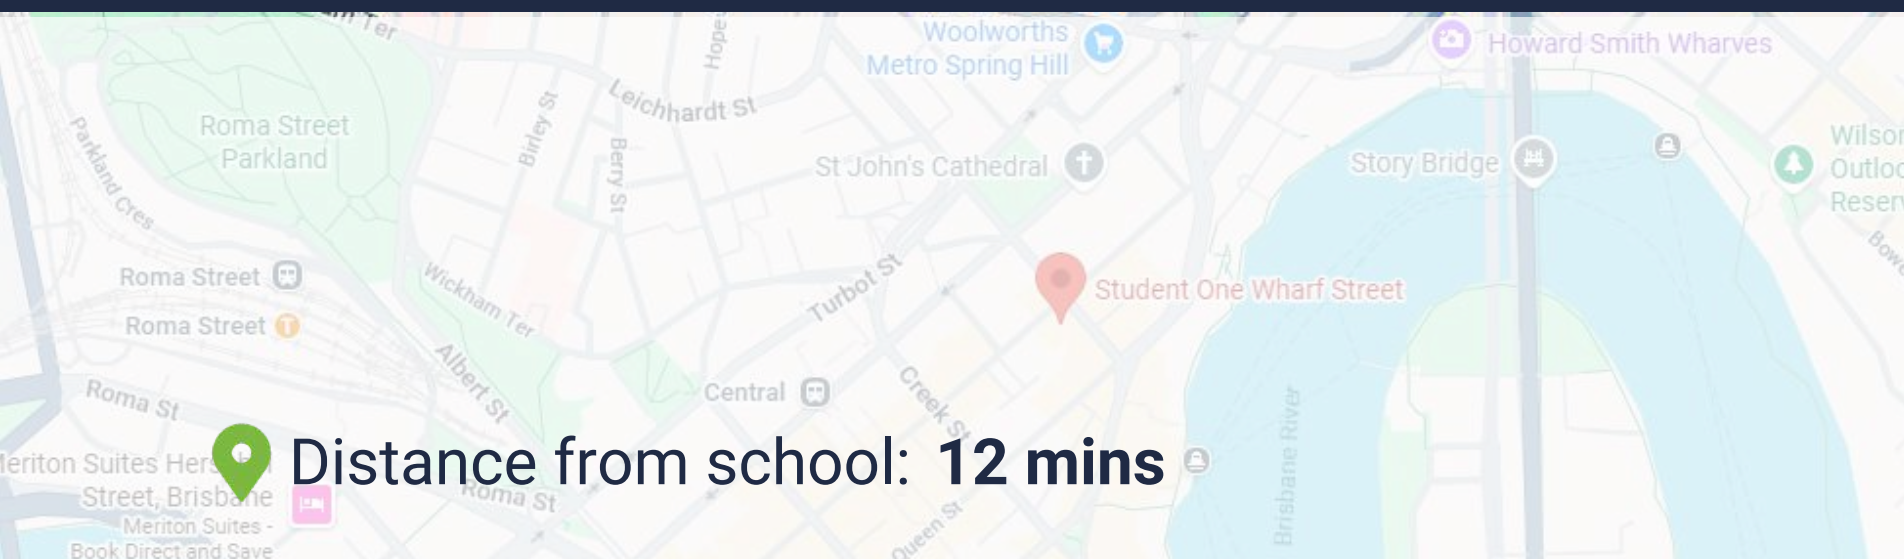 Woolworths
Metro Spring Hill
Howard Smith Wharves
Leichhardt St
Roma Street
Parkland
Parkland Cres
Birley St
Berry St
St John's Cathedral
Story Bridge
Roma Street
Roma Street
T
Wickham Ter
Turbot St
Student One Wharf Street
Albert St
Central
Creek St
Roma St
Distance from school: 12 mins
Street, Brisbane
Roma St
Meriton Suites -
Book Direct and Save
Queen St
Brisbane River